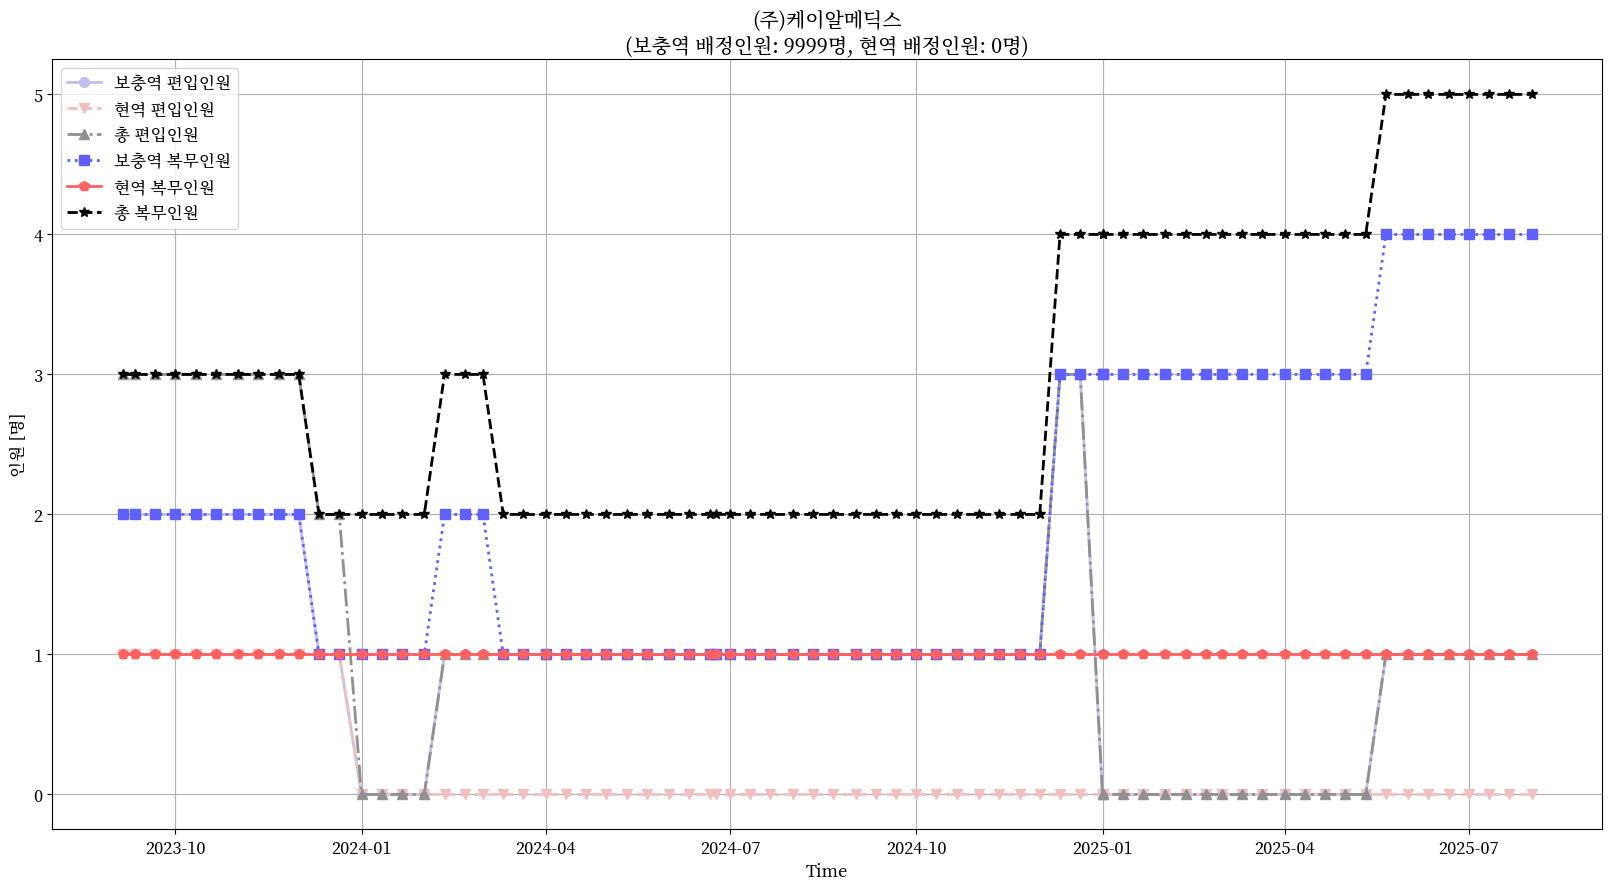 (주)케이알메딕스
(보충역 배정인원: 9999명, 현역 배정인원: 0명)
보충역 편입인원
현역 편입인원
총 편입인원
보충역 복무인원
현역 복무인원
총 복무인원
인원 [명]
5
4
3
2
1
0
2023-10
2024-01
2024-04
2024-07
2024-10
2025-01
2025-04
2025-07
Time